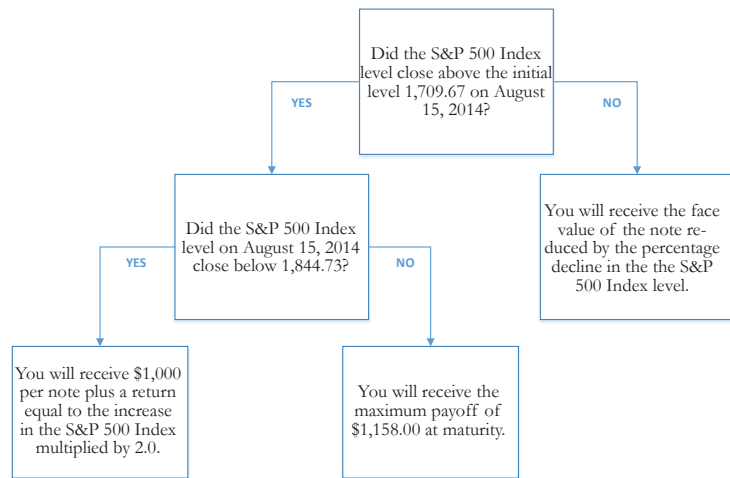 Did the S&P 500 Index
level close above the initial
level 1,709.67 on August
15, 2014?
YES
NO
Did the S&P 500 Index
level on August 15, 2014
close below 1,844.73?
You will receive the face
value of the note re-
duced by the percentage
decline in the the S&P
500 Index level.
YES
NO
You will receive $1,000
per note plus a return
equal to the increase
in the S&P 500 Index
multiplied by 2.0.
You will receive the
maximum payoff of
$1,158.00 at maturity.